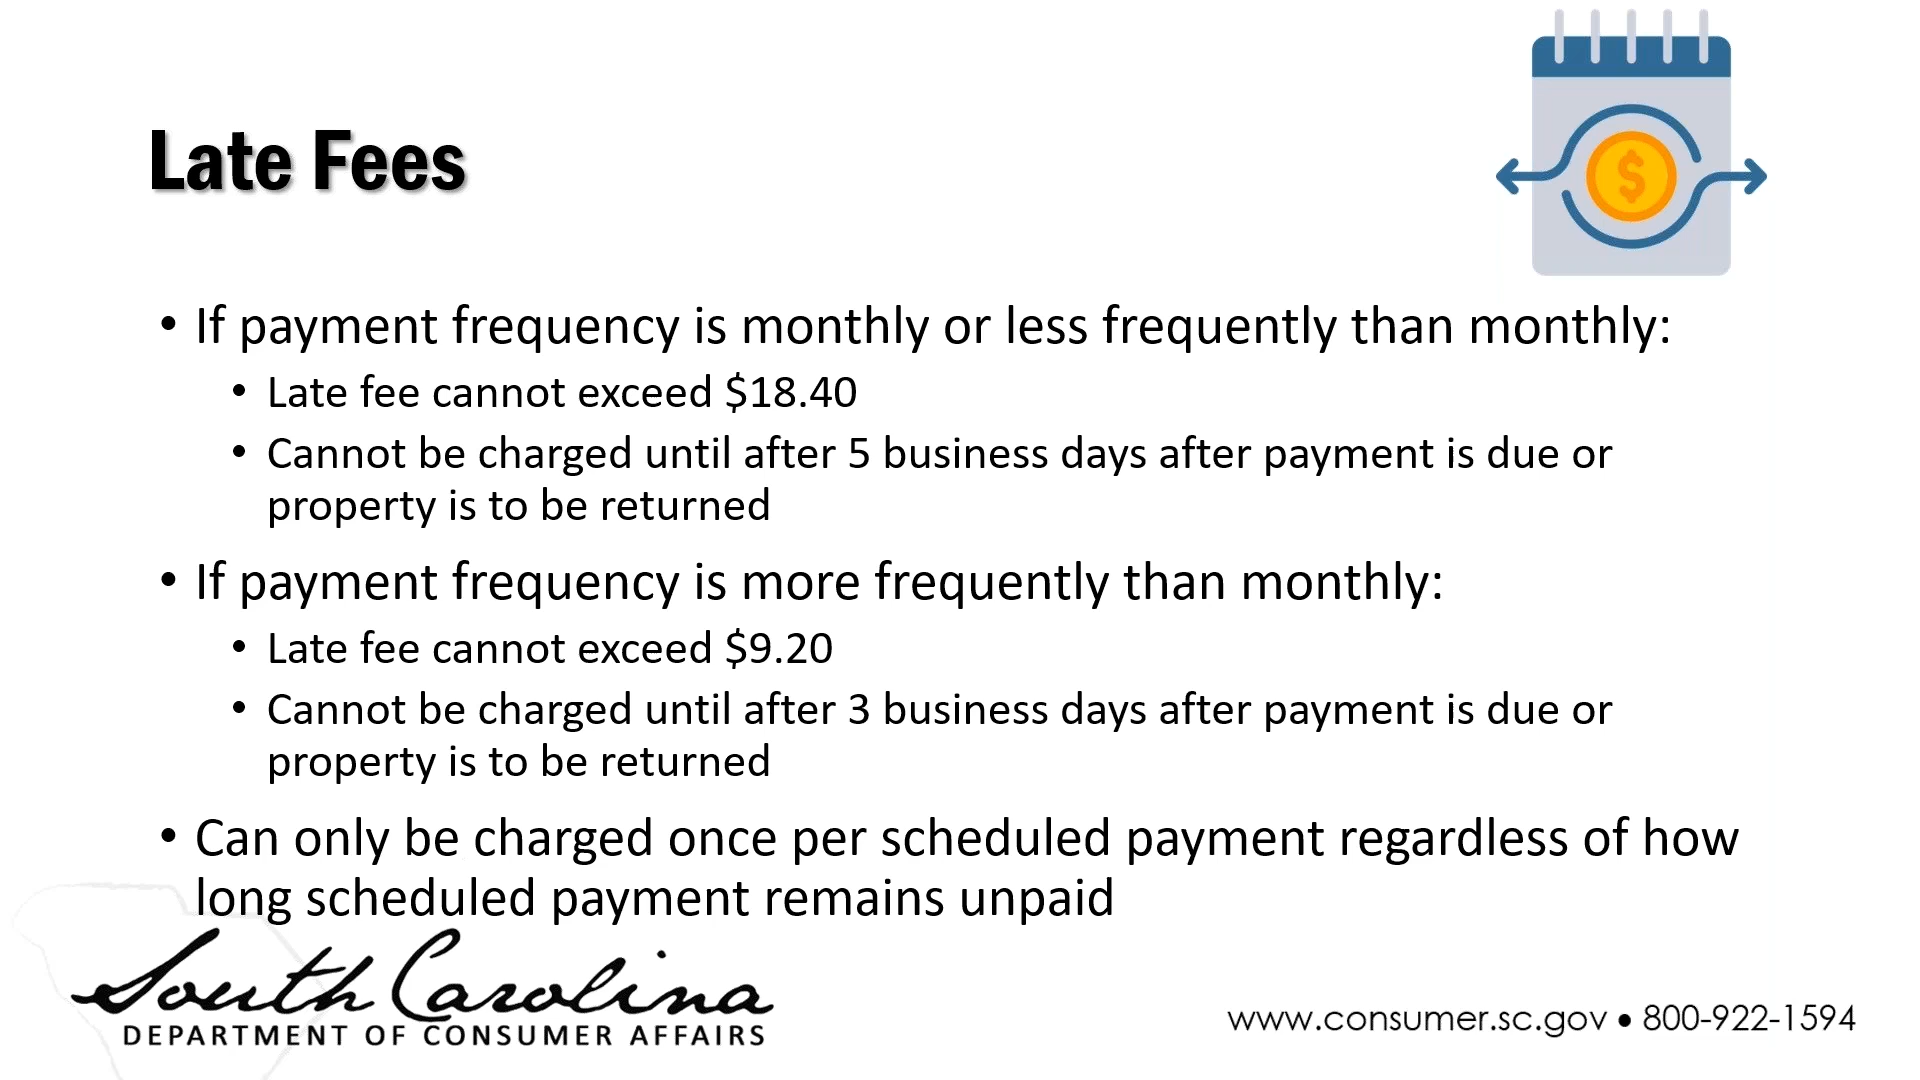 Late Fees
$
• If payment frequency is monthly or less frequently than monthly:
• Late fee cannot exceed $18.40
• Cannot be charged until after 5 business days after payment is due or
property is to be returned
• If payment frequency is more frequently than monthly:
• Late fee cannot exceed $9.20
• Cannot be charged until after 3 business days after payment is due or
property is to be returned
• Can only be charged once per scheduled payment regardless of how
long scheduled payment remains unpaid
South Carolina
DEPARTMENT OF CONSUMER AFFAIRS
www.consumer.sc.gov • 800-922-1594